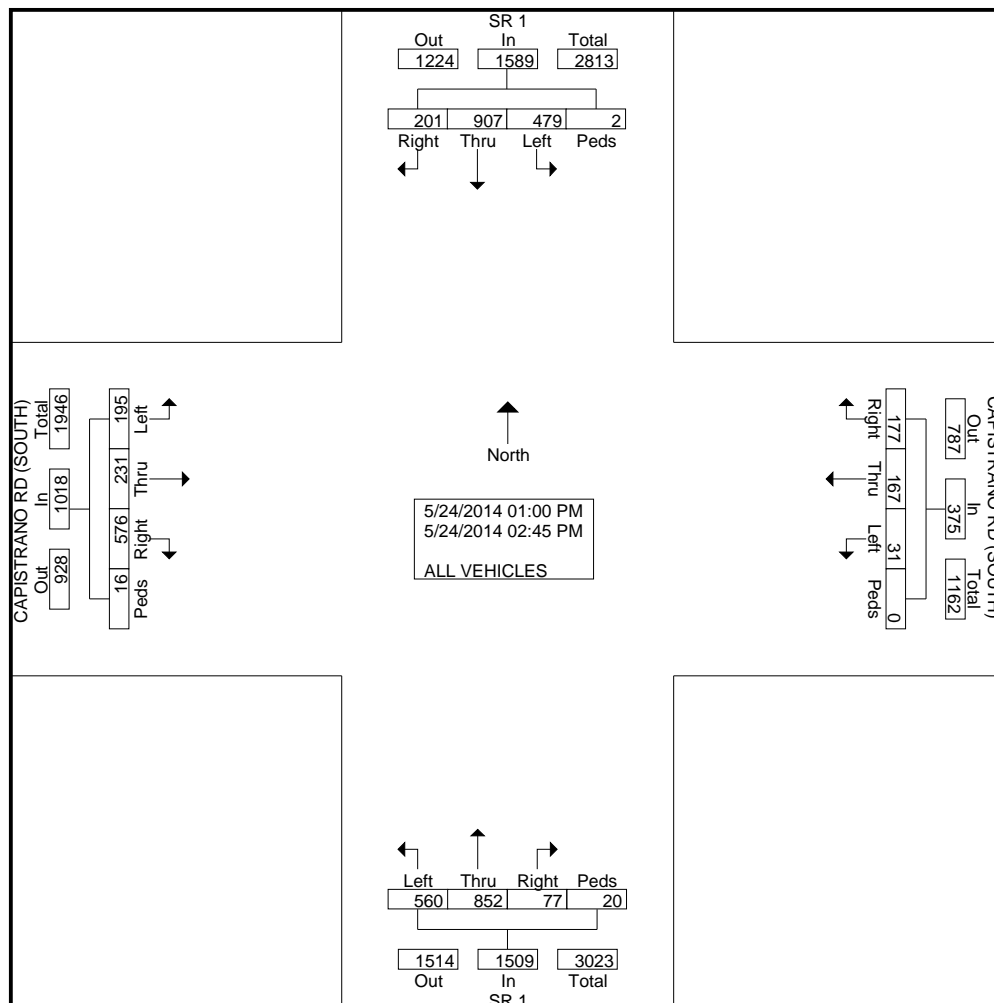 SR 1
Out In Total
1224 1589 2813
201 907 479 2
Right Thru Left Peds
CAPISTRANO RD (SOUTH)
Total In Out
1946 1018 928
195 231 576 16
Left Thru Right Peds
North
5/24/2014 01:00 PM
5/24/2014 02:45 PM
ALL VEHICLES
Right Thru Left Peds
177 167 31 0
787 375 1162
Out In Total
CAPISTRANO RD (SOUTH)
Left Thru Right Peds
560 852 77 20
1514 1509 3023
Out In Total
SR 1